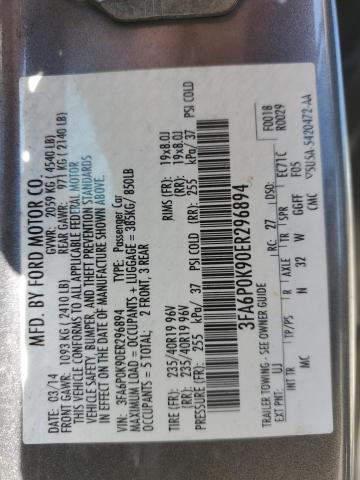 MFD. BY FORD MOTOR CO.
DATE: 03/14 GVWR: 2059 KG ( 4540 LB)
FRONT GAWR: 1093 KG ( 2410 LB) REAR GAWR: 971 KG ( 2140 LB)
THIS VEHICLE CONFORMS TO ALL APPLICABLE FEDERAL MOTOR
VEHICLE SAFETY, BUMPER, AND THEFT PREVENTION STANDARDS
IN EFFECT ON THE DATE OF MANUFACTURE SHOWN ABOVE.
VIN: 3FA6P0K90ER296894 TYPE: Passenger Car
MAXIMUM LOAD = OCCUPANTS + LUGGAGE = 385KG/ 850LB
OCCUPANTS = 5 TOTAL; 2 FRONT, 3 REAR
TIRE (FR): 235/40R19 96V RIMS (FR): 19x8.0J
(RR): 235/40R19 96V (RR): 19x8.0J
PRESSURE (FR): 255 kPa/ 37 PSI COLD (RR): 255 kPa/ 37 PSI COLD
3FA6P0K90ER296894
TRAILER TOWING - SEE OWNER GUIDE F0018
EXT PNT: UJ RC: 27 DSO: R0029
INT TR TP/PS R AXLE TR SPR EC71C
MC N 32 W GGFF F05
CMC